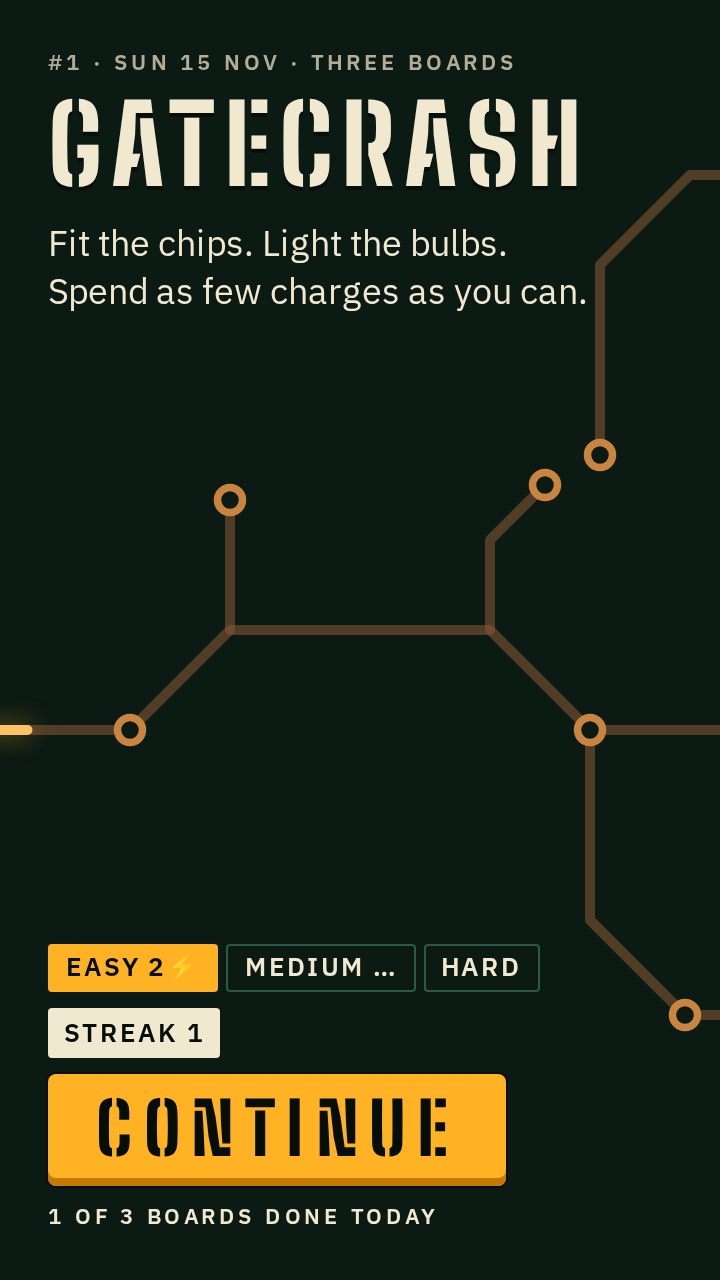 #1 · SUN 15 NOV · THREE BOARDS
GATECRASH
Fit the chips. Light the bulbs.
Spend as few charges as you can.
EASY 2⚡ MEDIUM … HARD
STREAK 1
CONTINUE
1 OF 3 BOARDS DONE TODAY